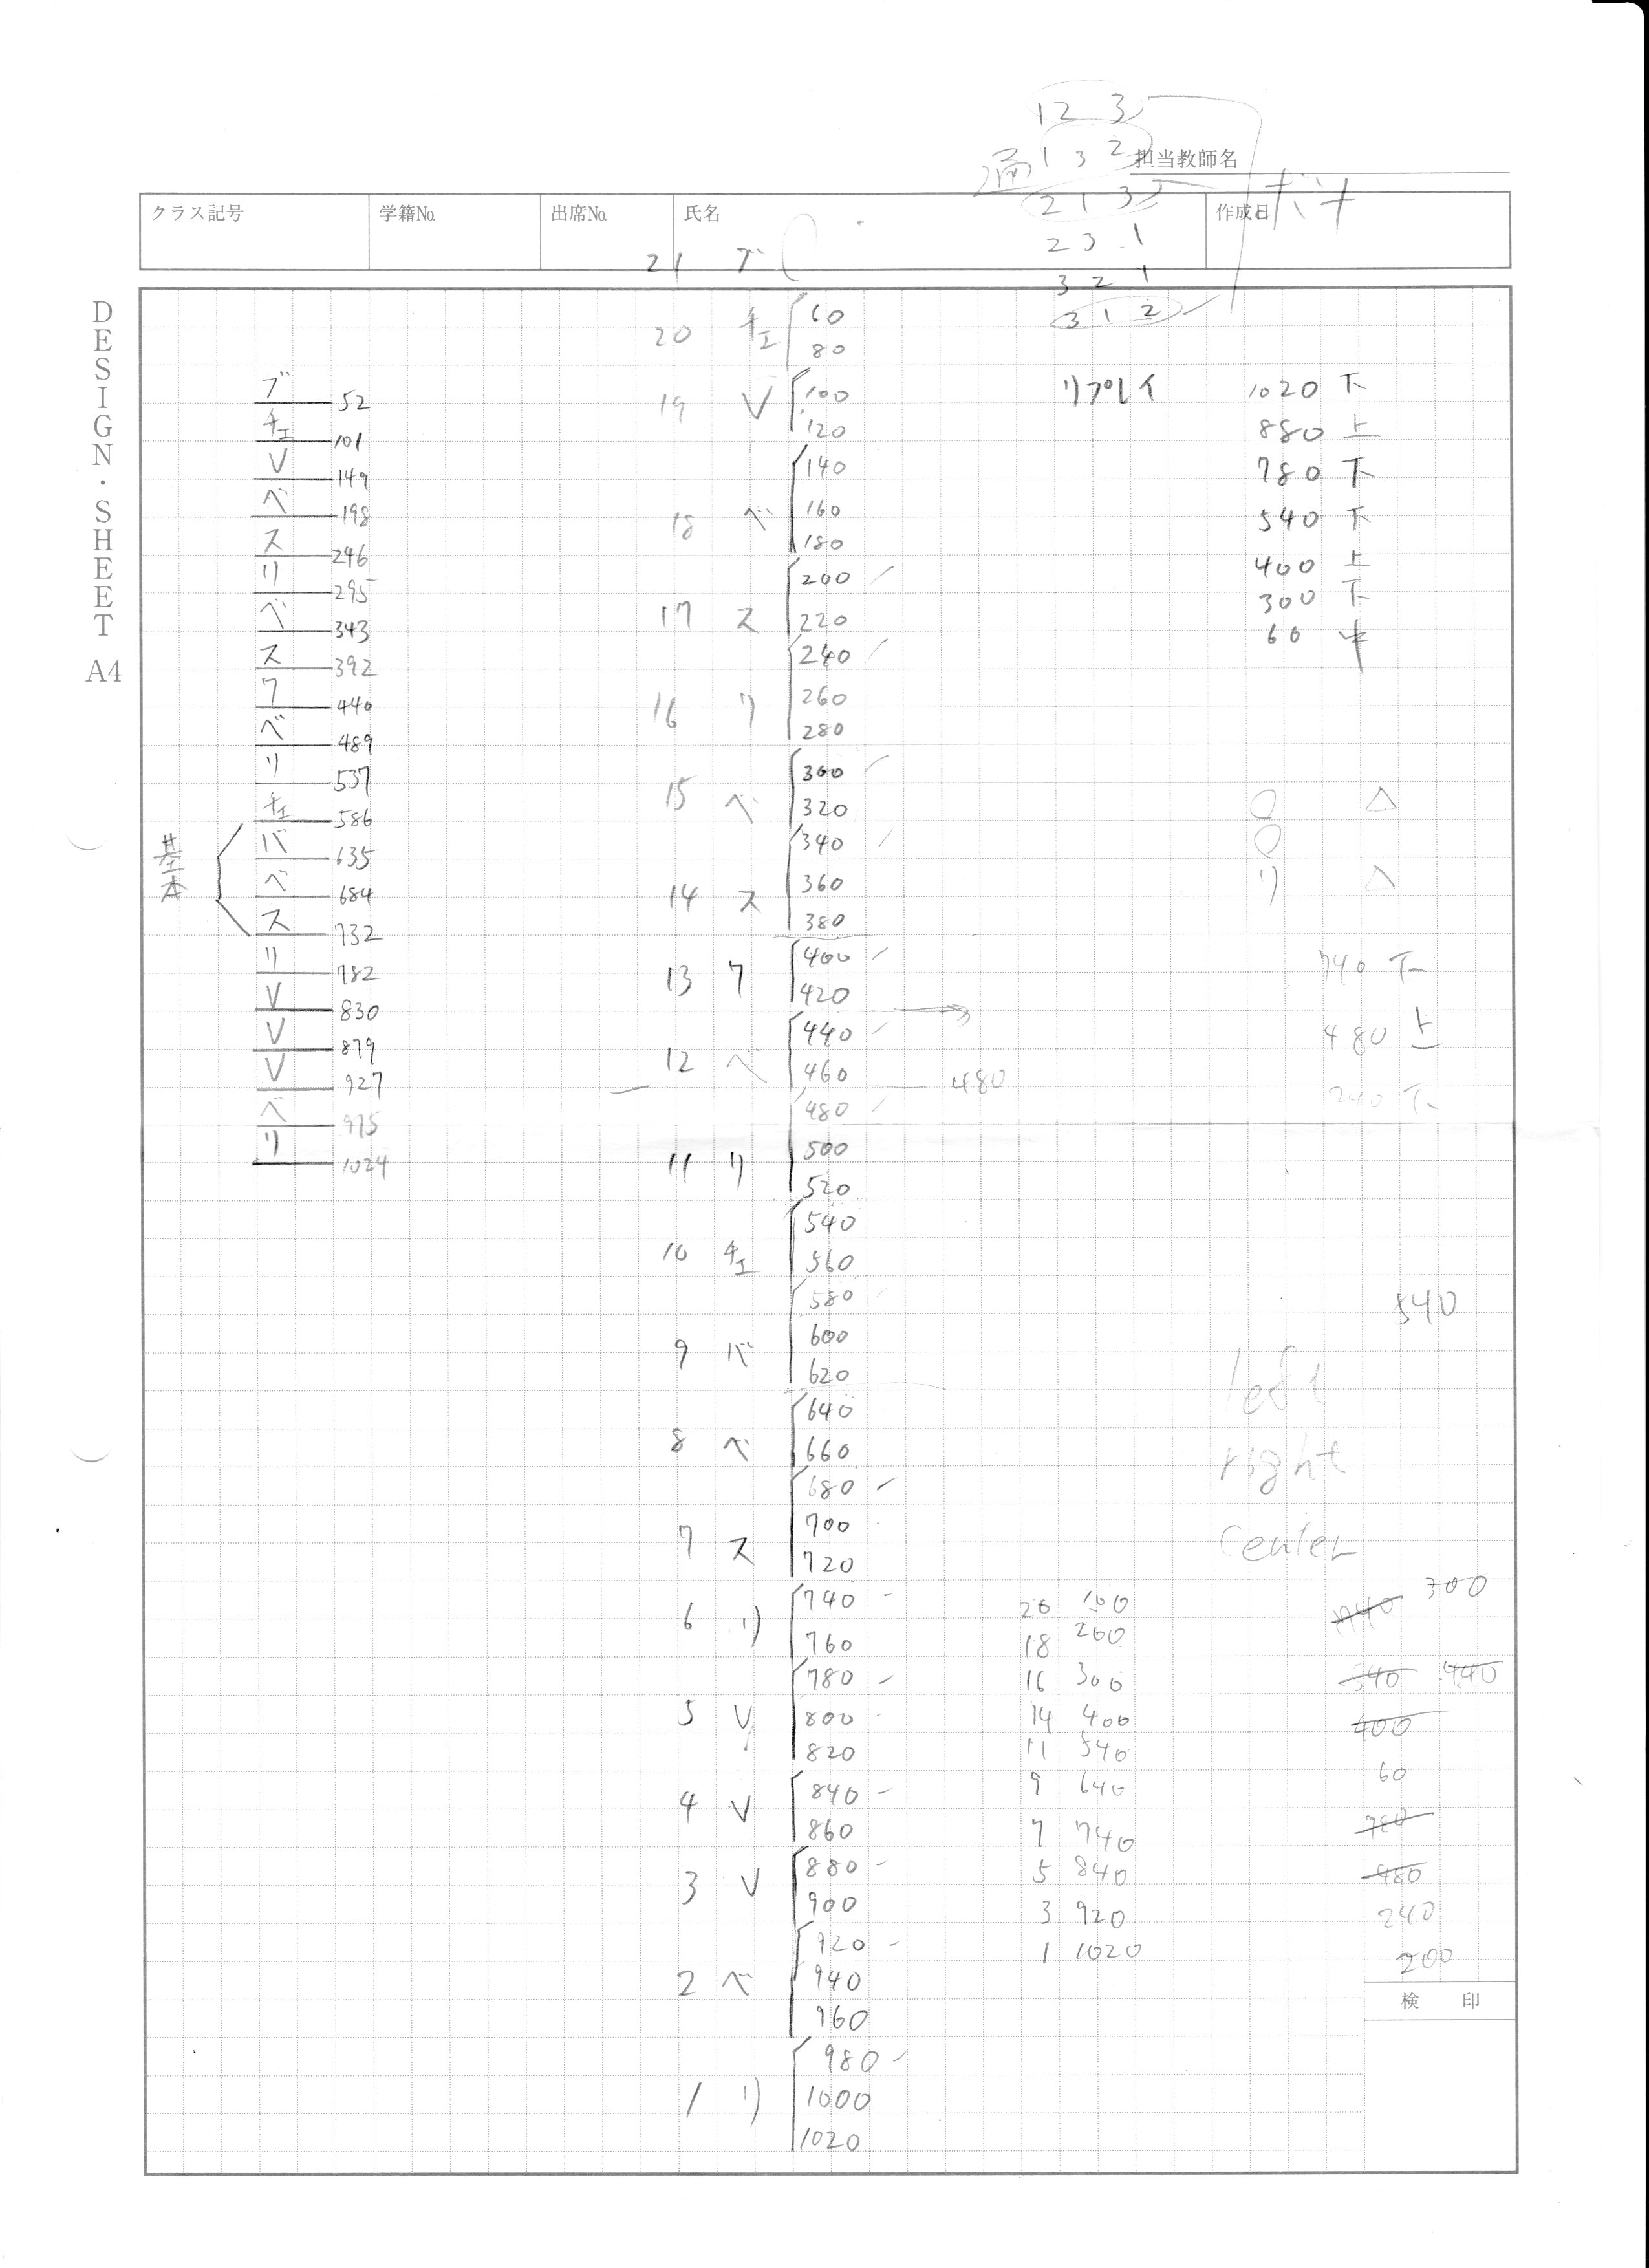 1 2 3
1 3 2
通
担当教師名
2 1 3
ボナ
クラス記号 学籍No. 出席No. 氏名 作成日
2 3 1
21 ブ
3 2 1
3 1 2
DESIGN・SHEET A4
ブ 52
チェ 101
V 149
ベ 198
ス 246
リ 295
ベ 343
ス 392
ワ 440
ベ 489
リ 537
チェ 586
基本
バ 635
ベ 684
ス 732
リ 782
V 830
V 879
V 927
ベ 975
リ 1024
20 チェ 60
80
19 V 100
120
140
18 ベ 160
180
200
17 ス 220
240
16 リ 260
280
300
15 ベ 320
340
14 ス 360
380
13 ワ 400
420
440
12 ベ 460
480
480
11 リ 500
520
540
10 チェ 560
580
9 バ 600
620
640
8 ベ 660
680
7 ス 700
720
6 リ 740
760
780
5 V 800
820
4 V 840
860
3 V 880
900
920
2 ベ 940
960
980
1 リ 1000
1020
リプレイ
1020 下
880 上
780 下
540 下
400 上
300 下
60 中
○ △
○
リ △
740 下
480 上
240 下
540
left
right
center
20 100
18 200
16 300
14 400
11 540
9 640
7 740
5 840
3 920
1 1020
300
540 740
400
60
780
480
240
200
検 印